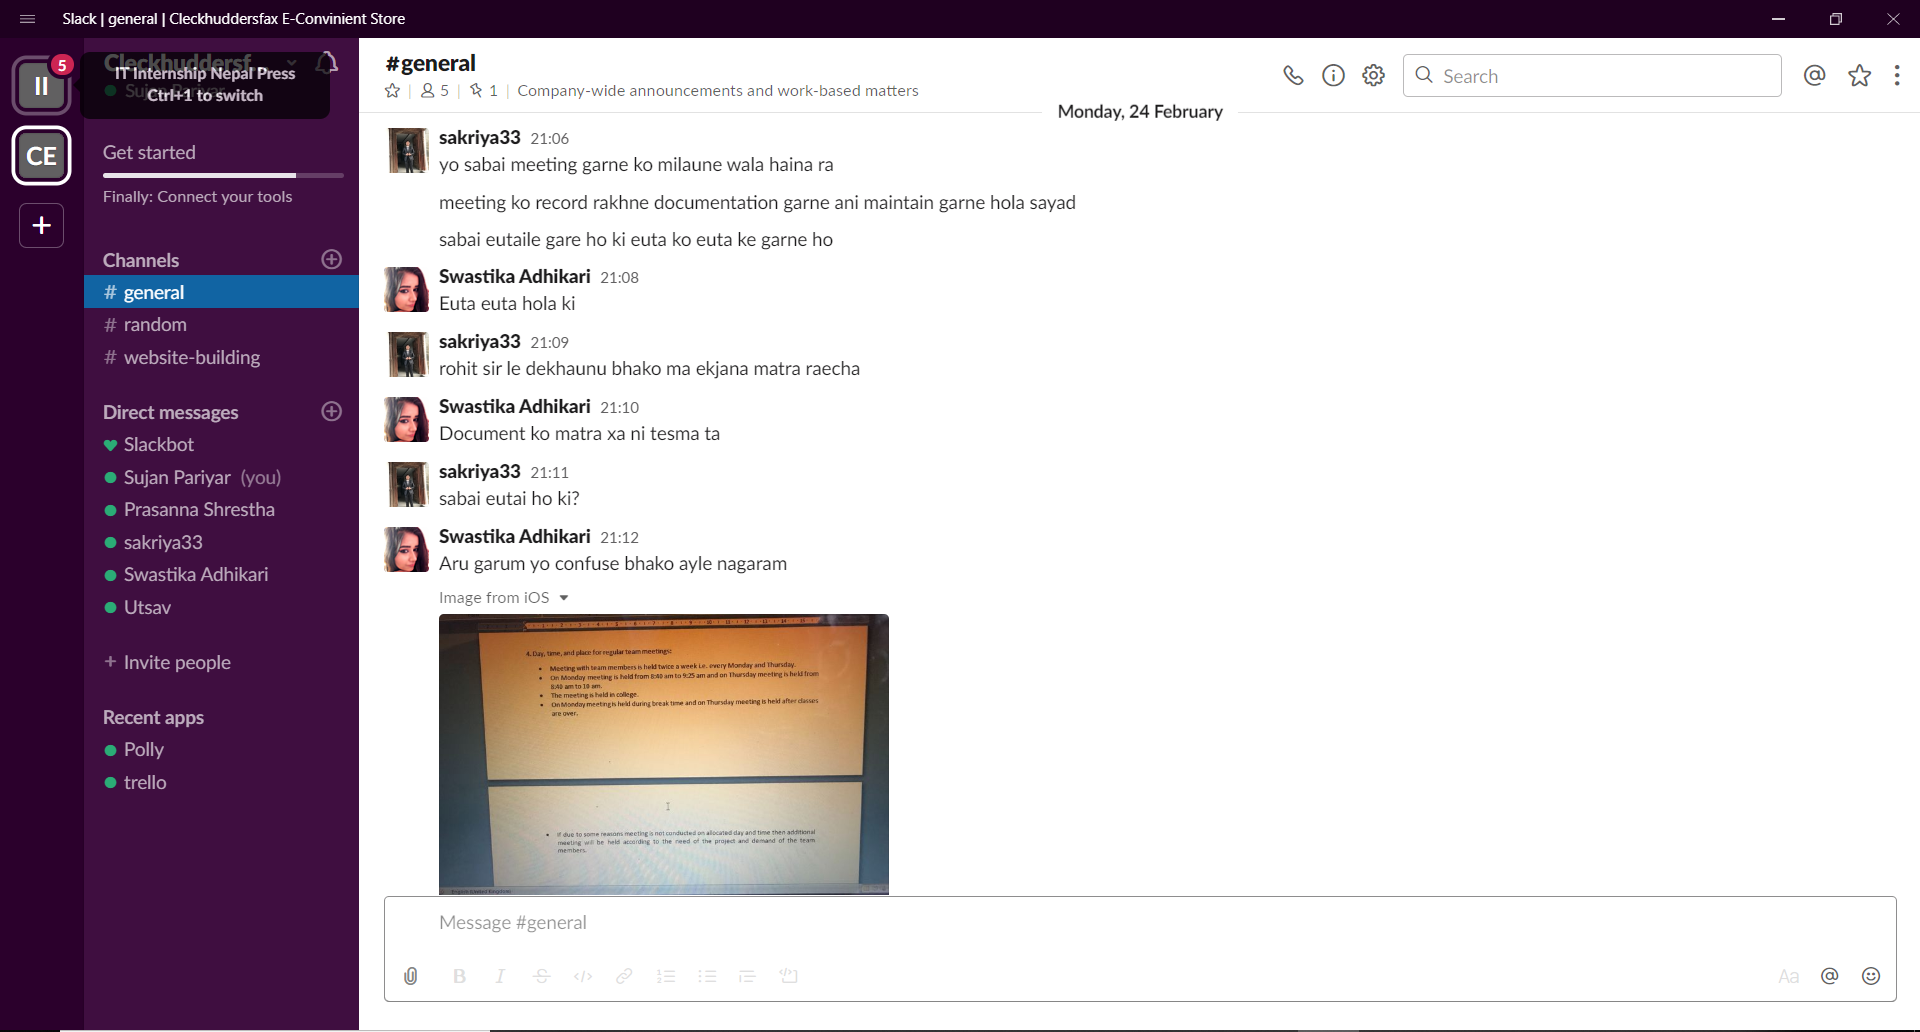 Slack | general | Cleckhuddersfax E-Convinient Store
II
5
Cleckhuddersf...
IT Internship Nepal Press
Ctrl+1 to switch
Sujan Pariyar
CE
+
Get started
Finally: Connect your tools
Channels
# general
# random
# website-building
Direct messages
Slackbot
Sujan Pariyar (you)
Prasanna Shrestha
sakriya33
Swastika Adhikari
Utsav
+ Invite people
Recent apps
Polly
trello
#general
5 | 1 | Company-wide announcements and work-based matters
Search
Monday, 24 February
sakriya33 21:06
yo sabai meeting garne ko milaune wala haina ra
meeting ko record rakhne documentation garne ani maintain garne hola sayad
sabai eutaile gare ho ki euta ko euta ke garne ho
Swastika Adhikari 21:08
Euta euta hola ki
sakriya33 21:09
rohit sir le dekhaunu bhako ma ekjana matra raecha
Swastika Adhikari 21:10
Document ko matra xa ni tesma ta
sakriya33 21:11
sabai eutai ho ki?
Swastika Adhikari 21:12
Aru garum yo confuse bhako ayle nagaram
Image from iOS
4. Day, time, and place for regular team meetings:
• Meeting with team members is held twice a week i.e. every Monday and Thursday.
• On Monday meeting is held from 8:40 am to 9:25 am and on Thursday meeting is held from
8:40 am to 10 am.
• The meeting is held in college.
• On Monday meeting is held during break time and on Thursday meeting is held after classes
are over.
• If due to some reasons meeting is not conducted on allocated day and time then additional
meeting will be held according to the need of the project and demand of the team
members.
English (United Kingdom)
Message #general
B I S </> Aa @